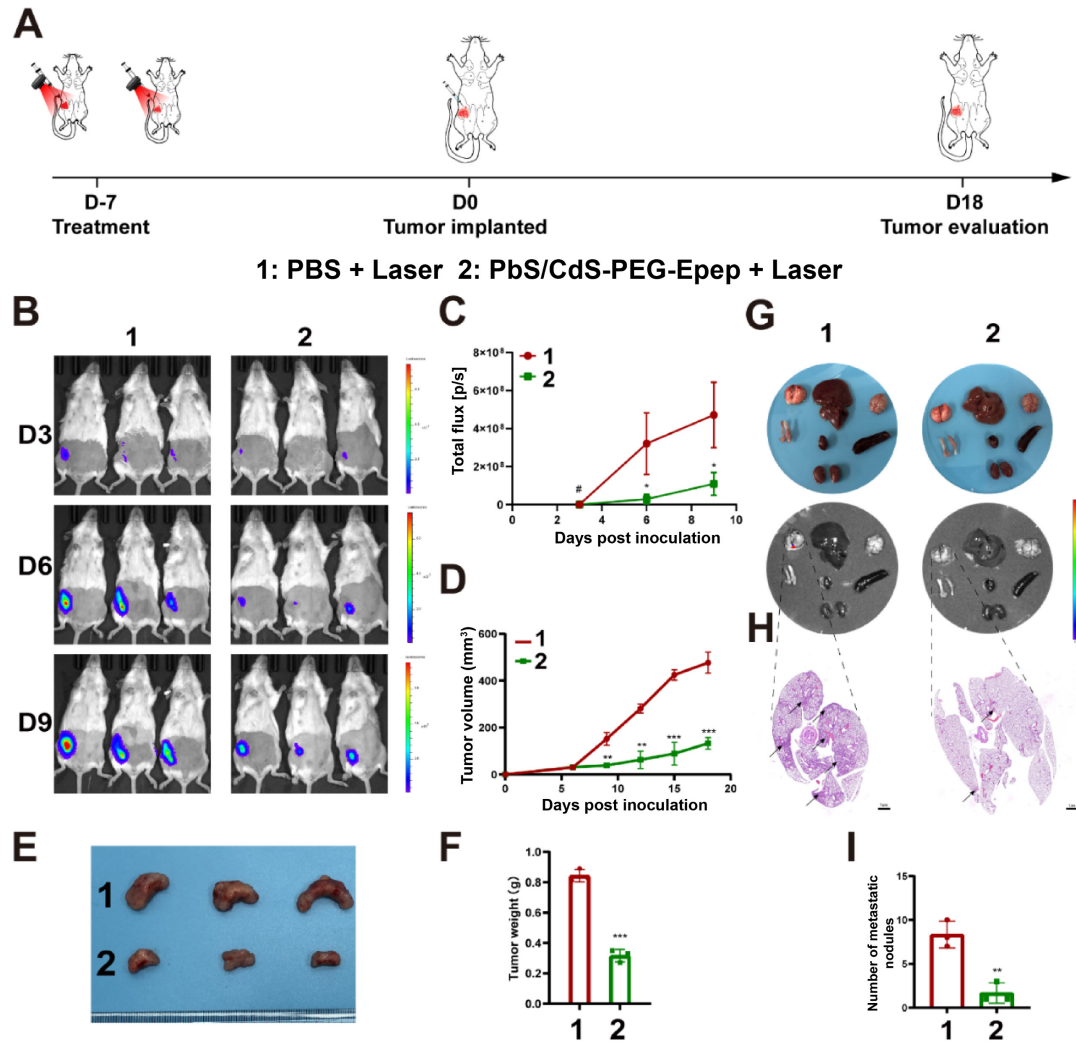 A
D-7
Treatment
D0
Tumor implanted
D18
Tumor evaluation
1: PBS + Laser 2: PbS/CdS-PEG-Epep + Laser
B
1
2
D3
D6
D9
C
Total flux [p/s]
8×10⁸
6×10⁸
4×10⁸
2×10⁸
0
0 2 4 6 8 10
Days post inoculation
1
2
#
*
*
D
Tumor volume (mm³)
600
400
200
0
0 5 10 15 20
Days post inoculation
1
2
**
**
***
***
E
1
2
F
Tumor weight (g)
1.0
0.8
0.6
0.4
0.2
0.0
***
1 2
G
1
2
H
I
Number of metastatic
nodules
15
10
5
0
**
1 2